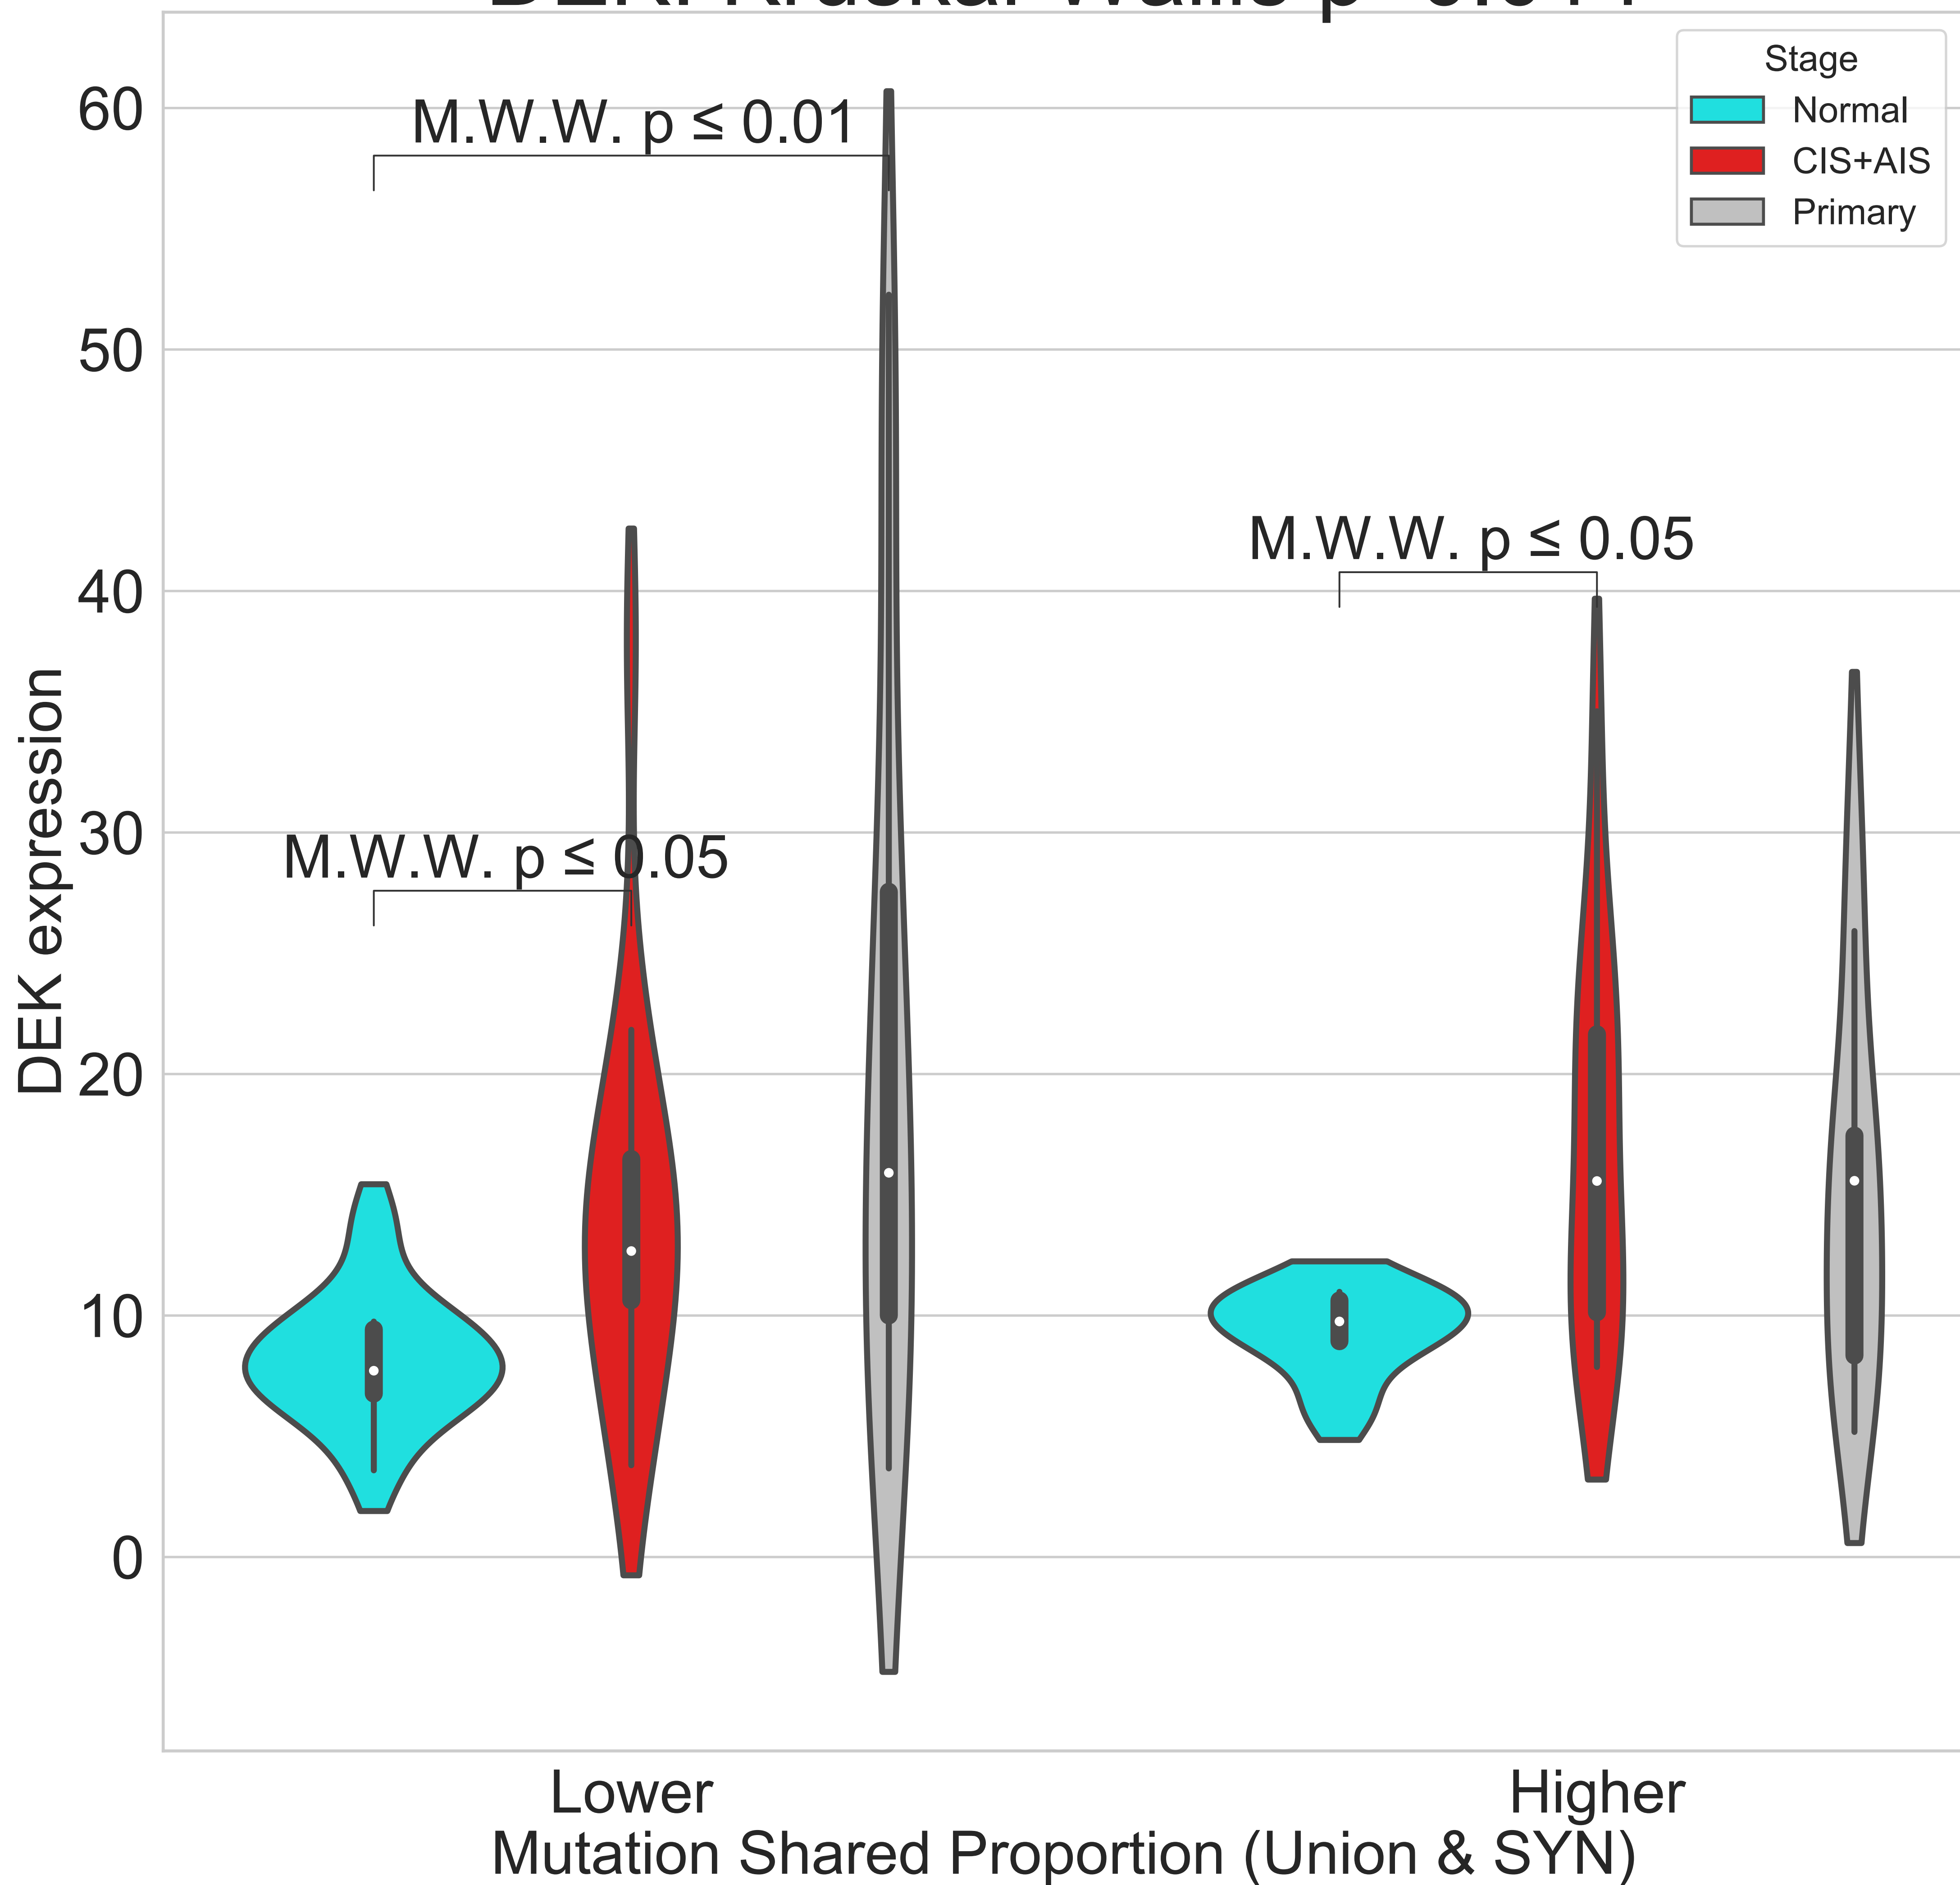 Stage
Normal
CIS+AIS
Primary
60
50
40
30
20
10
0
M.W.W. p ≤ 0.01
M.W.W. p ≤ 0.05
M.W.W. p ≤ 0.05
DEK expression
Lower
Higher
Mutation Shared Proportion (Union & SYN)